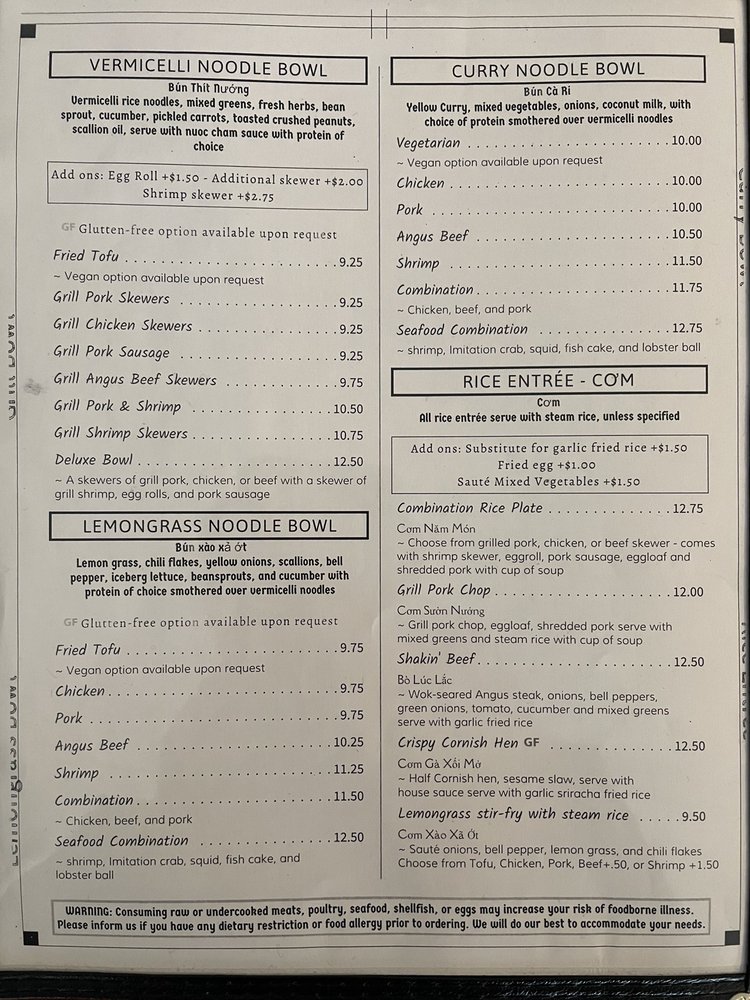 VERMICELLI NOODLE BOWL
Bún Thịt Nướng
Vermicelli rice noodles, mixed greens, fresh herbs, bean
sprout, cucumber, pickled carrots, toasted crushed peanuts,
scallion oil, serve with nuoc cham sauce with protein of
choice
Add ons: Egg Roll +$1.50 - Additional skewer +$2.00
Shrimp skewer +$2.75
GF Glutten-free option available upon request
Fried Tofu . . . . . . . . . . . . . . . . . . . . . . . . 9.25
~ Vegan option available upon request
Grill Pork Skewers . . . . . . . . . . . . . . . . . . 9.25
Grill Chicken Skewers . . . . . . . . . . . . . . . 9.25
Grill Pork Sausage . . . . . . . . . . . . . . . . . . 9.25
Grill Angus Beef Skewers . . . . . . . . . . . . 9.75
Grill Pork & Shrimp . . . . . . . . . . . . . . . . 10.50
Grill Shrimp Skewers . . . . . . . . . . . . . . . . 10.75
Deluxe Bowl . . . . . . . . . . . . . . . . . . . . . . 12.50
~ A skewers of grill pork, chicken, or beef with a skewer of
grill shrimp, egg rolls, and pork sausage
LEMONGRASS NOODLE BOWL
Bún xào xả ớt
Lemon grass, chili flakes, yellow onions, scallions, bell
pepper, iceberg lettuce, beansprouts, and cucumber with
protein of choice smothered over vermicelli noodles
GF Glutten-free option available upon request
Fried Tofu . . . . . . . . . . . . . . . . . . . . . . . . 9.75
~ Vegan option available upon request
Chicken . . . . . . . . . . . . . . . . . . . . . . . . . . 9.75
Pork . . . . . . . . . . . . . . . . . . . . . . . . . . . . 9.75
Angus Beef . . . . . . . . . . . . . . . . . . . . . . 10.25
Shrimp . . . . . . . . . . . . . . . . . . . . . . . . . 11.25
Combination . . . . . . . . . . . . . . . . . . . . . . 11.50
~ Chicken, beef, and pork
Seafood Combination . . . . . . . . . . . . . . . 12.50
~ shrimp, Imitation crab, squid, fish cake, and
lobster ball
CURRY NOODLE BOWL
Bún Cà Ri
Yellow Curry, mixed vegetables, onions, coconut milk, with
choice of protein smothered over vermicelli noodles
Vegetarian . . . . . . . . . . . . . . . . . . . . . . . 10.00
~ Vegan option available upon request
Chicken . . . . . . . . . . . . . . . . . . . . . . . . . 10.00
Pork . . . . . . . . . . . . . . . . . . . . . . . . . . . 10.00
Angus Beef . . . . . . . . . . . . . . . . . . . . . . 10.50
Shrimp . . . . . . . . . . . . . . . . . . . . . . . . . 11.50
Combination . . . . . . . . . . . . . . . . . . . . . . 11.75
~ Chicken, beef, and pork
Seafood Combination . . . . . . . . . . . . . . . 12.75
~ shrimp, Imitation crab, squid, fish cake, and lobster ball
RICE ENTRÉE - CƠM
Cơm
All rice entrée serve with steam rice, unless specified
Add ons: Substitute for garlic fried rice +$1.50
Fried egg +$1.00
Sauté Mixed Vegetables +$1.50
Combination Rice Plate . . . . . . . . . . . . . 12.75
Cơm Năm Món
~ Choose from grilled pork, chicken, or beef skewer - comes
with shrimp skewer, eggroll, pork sausage, eggloaf and
shredded pork with cup of soup
Grill Pork Chop . . . . . . . . . . . . . . . . . . . 12.00
Cơm Sườn Nướng
~ Grill pork chop, eggloaf, shredded pork serve with
mixed greens and steam rice with cup of soup
Shakin' Beef . . . . . . . . . . . . . . . . . . . . . 12.50
Bò Lúc Lắc
~ Wok-seared Angus steak, onions, bell peppers,
green onions, tomato, cucumber and mixed greens
serve with garlic fried rice
Crispy Cornish Hen GF . . . . . . . . . . . . . 12.50
Cơm Gà Xối Mở
~ Half Cornish hen, sesame slaw, serve with
house sauce serve with garlic sriracha fried rice
Lemongrass stir-fry with steam rice . . . . . 9.50
Cơm Xào Xã Ớt
~ Sauté onions, bell pepper, lemon grass, and chili flakes
Choose from Tofu, Chicken, Pork, Beef+.50, or Shrimp +1.50
WARNING: Consuming raw or undercooked meats, poultry, seafood, shellfish, or eggs may increase your risk of foodborne illness.
Please inform us if you have any dietary restriction or food allergy prior to ordering. We will do our best to accommodate your needs.